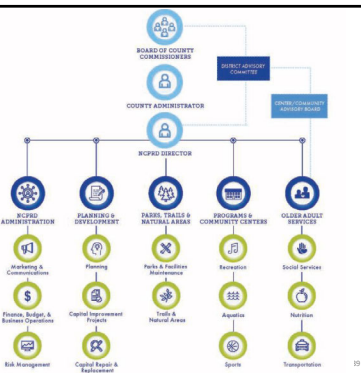 BOARD OF COUNTY
COMMISSIONERS
DISTRICT ADVISORY
COMMITTEE
COUNTY ADMINISTRATOR
CENTER/COMMUNITY
ADVISORY BOARD
NCPRD DIRECTOR
NCPRD
ADMINISTRATION
PLANNING &
DEVELOPMENT
PARKS, TRAILS &
NATURAL AREAS
PROGRAMS &
COMMUNITY CENTERS
OLDER ADULT
SERVICES
Marketing &
Communications
Planning
Parks & Facilities
Maintenance
Recreation
Social Services
$
Finance, Budget, &
Business Operations
Capital Improvement
Projects
Trails &
Natural Areas
Aquatics
Nutrition
Risk Management
Capital Repair &
Replacement
Sports
Transportation
39